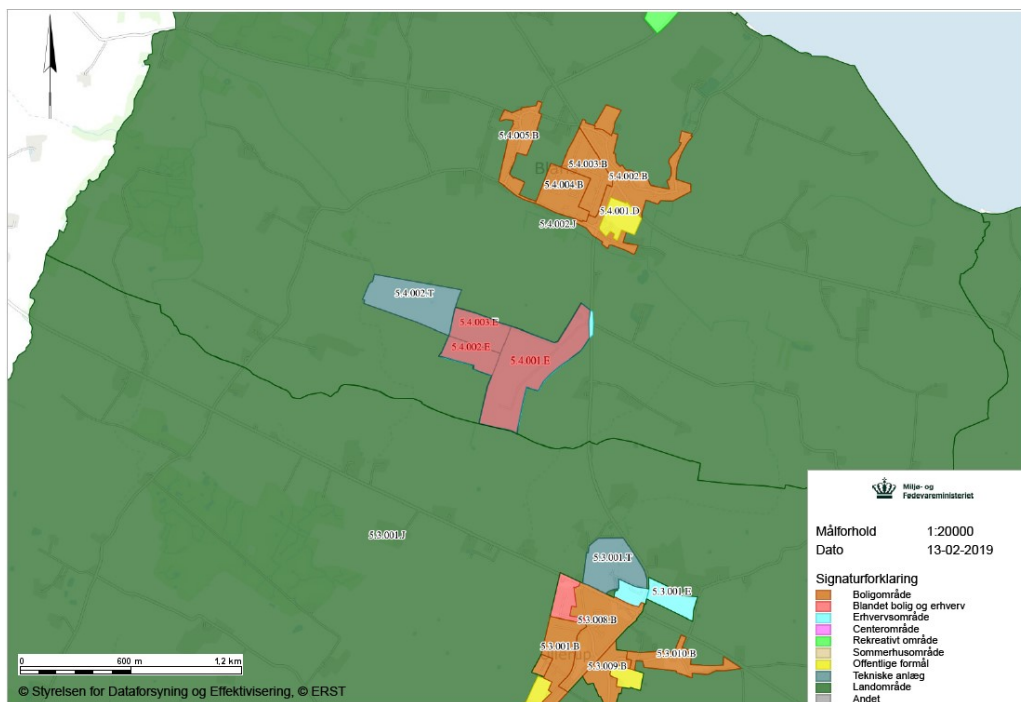 5.4.005.B
5.4.003.B
5.4.002.B
5.4.004.B
5.4.001.D
5.4.002.J
5.4.002.T
5.4.003.E
5.4.002.E
5.4.001.E
5.3.001.J
5.3.001.T
5.3.001.E
5.3.008.B
5.3.001.B
5.3.010.B
5.3.009.B
0 600 m 1,2 km
© Styrelsen for Dataforsyning og Effektivisering, © ERST
Miljø- og
Fødevareministeriet
Målforhold 1:20000
Dato 13-02-2019
Signaturforklaring
Boligområde
Blandet bolig og erhverv
Erhvervsområde
Centerområde
Rekreativt område
Sommerhusområde
Offentlige formål
Tekniske anlæg
Landområde
Andet